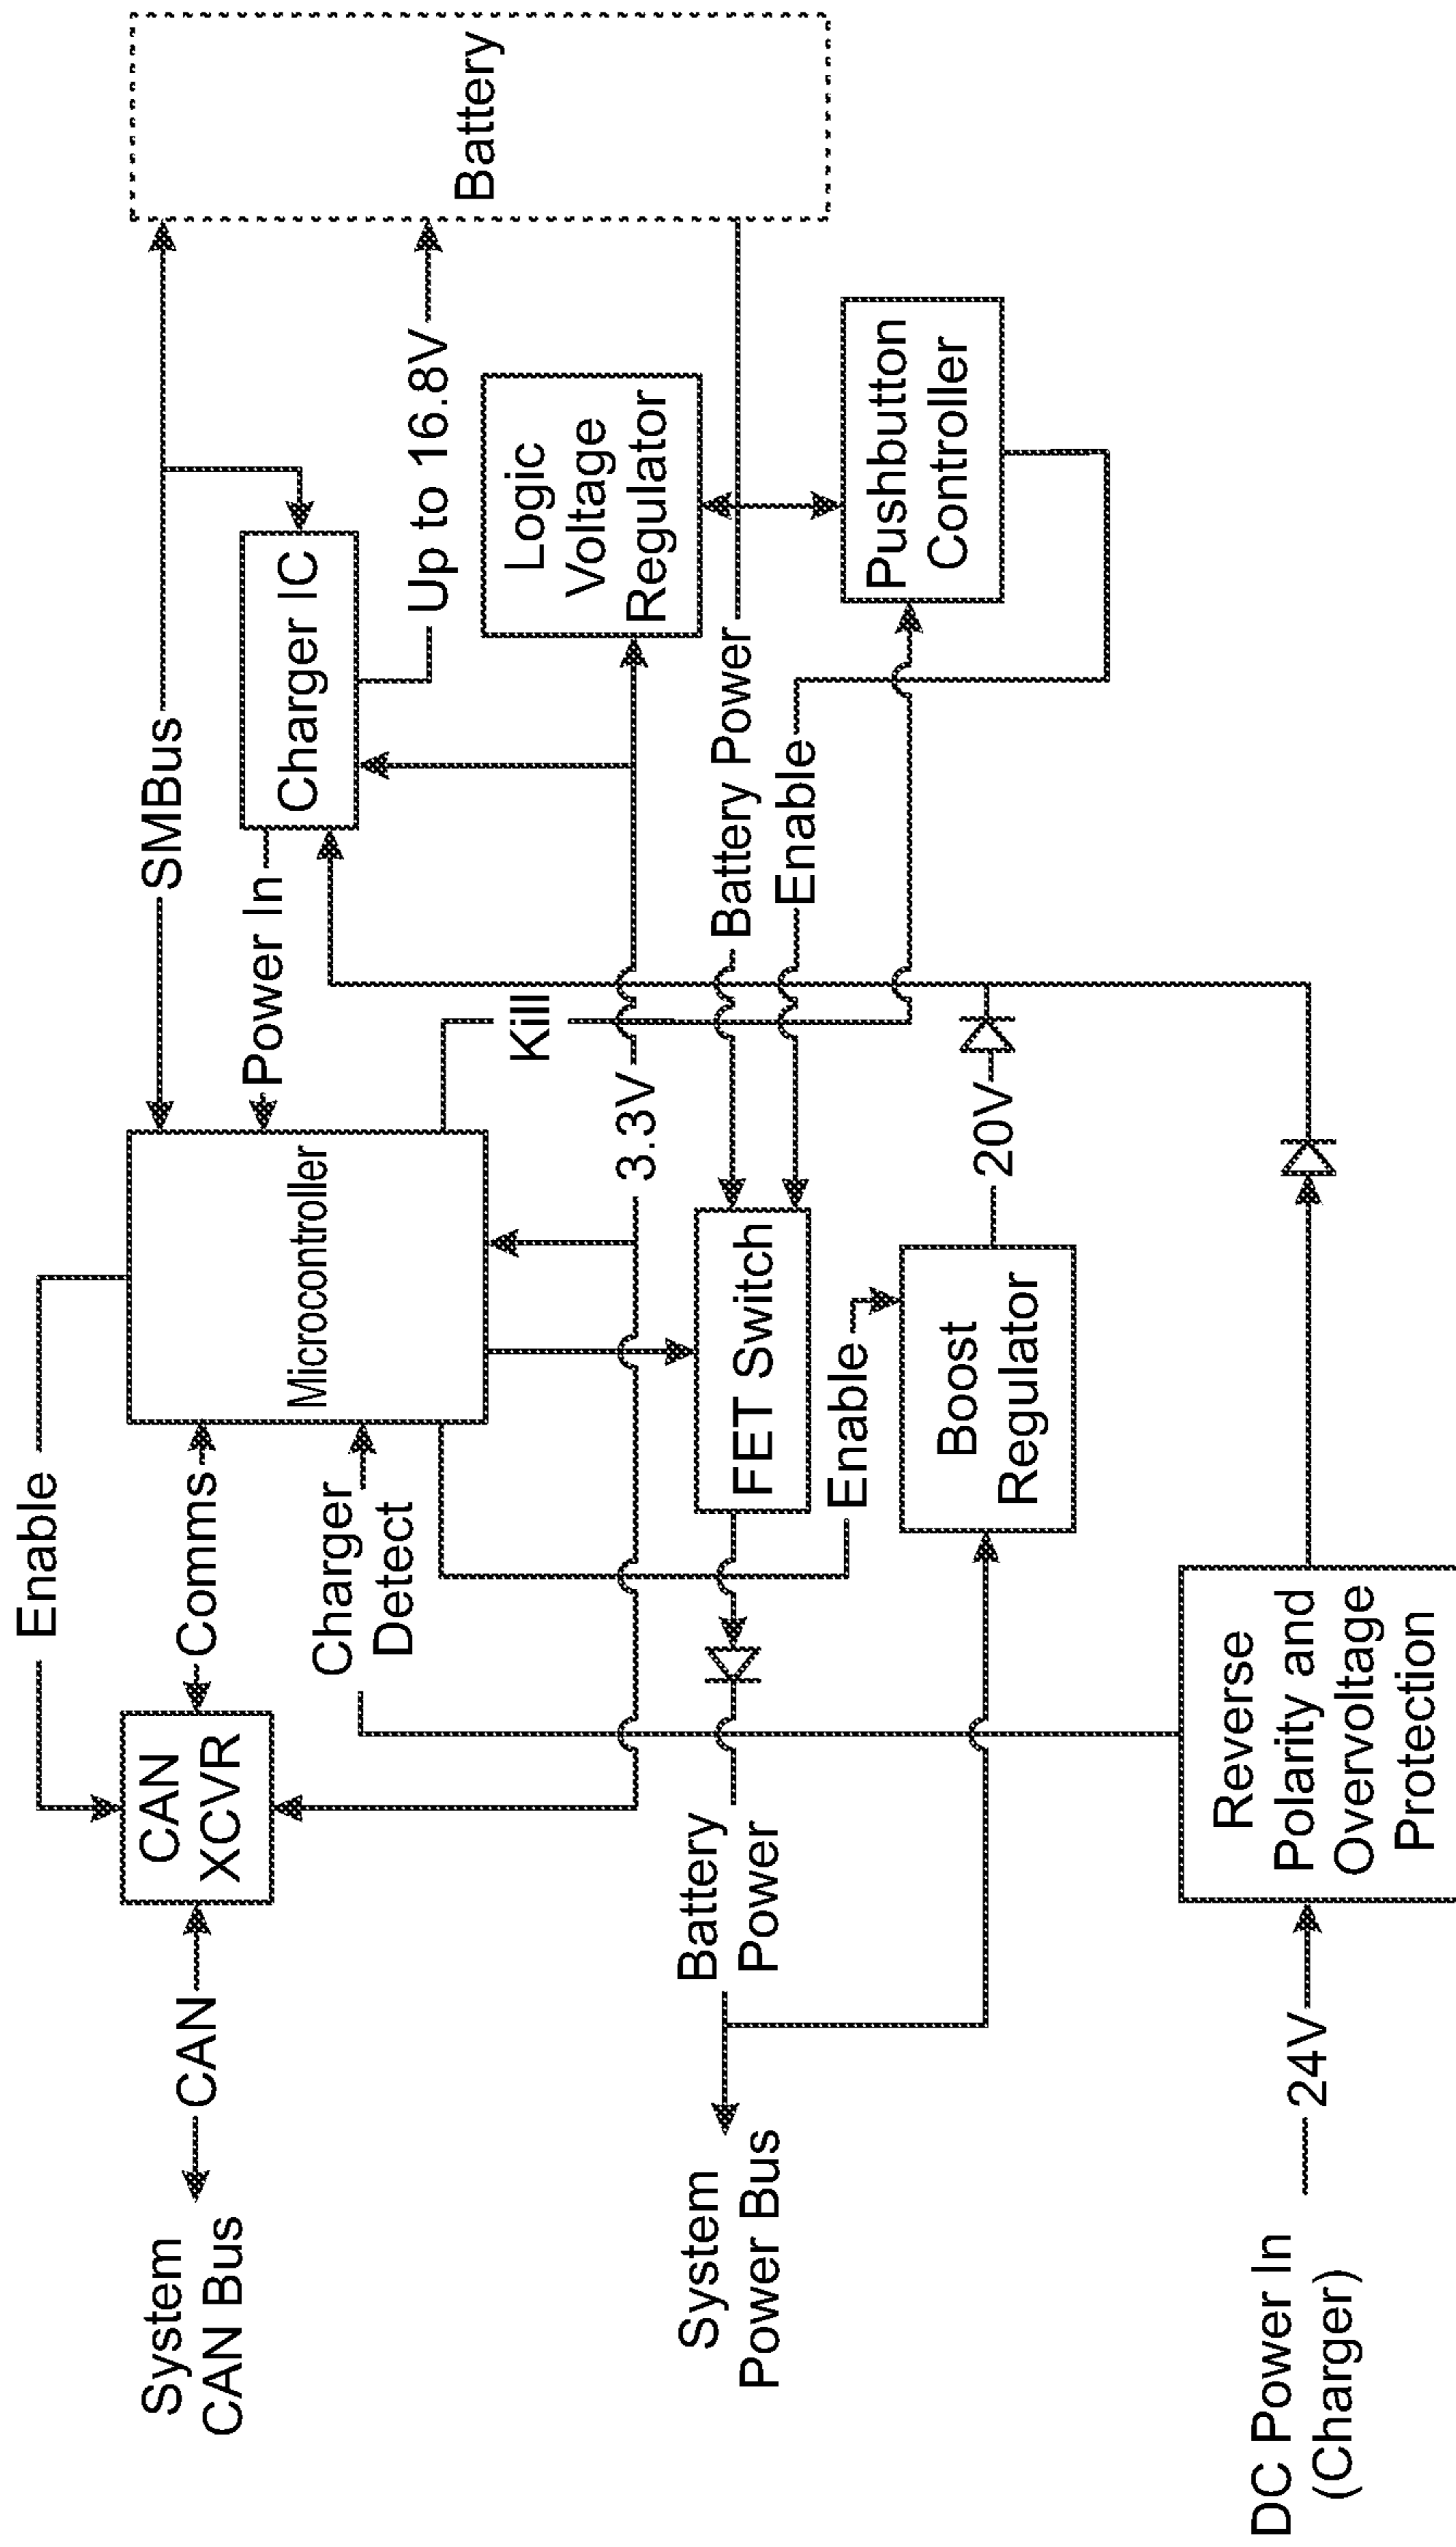 System
CAN Bus
CAN
CAN
XCVR
Enable
Comms
Charger
Detect
Microcontroller
SMBus
Power In
Charger IC
Up to 16.8V
Battery
Kill
3.3V
Logic
Voltage
Regulator
System
Power Bus
Battery
Power
FET Switch
Battery Power
Enable
Pushbutton
Controller
Enable
Boost
Regulator
20V
DC Power In
(Charger)
24V
Reverse
Polarity and
Overvoltage
Protection